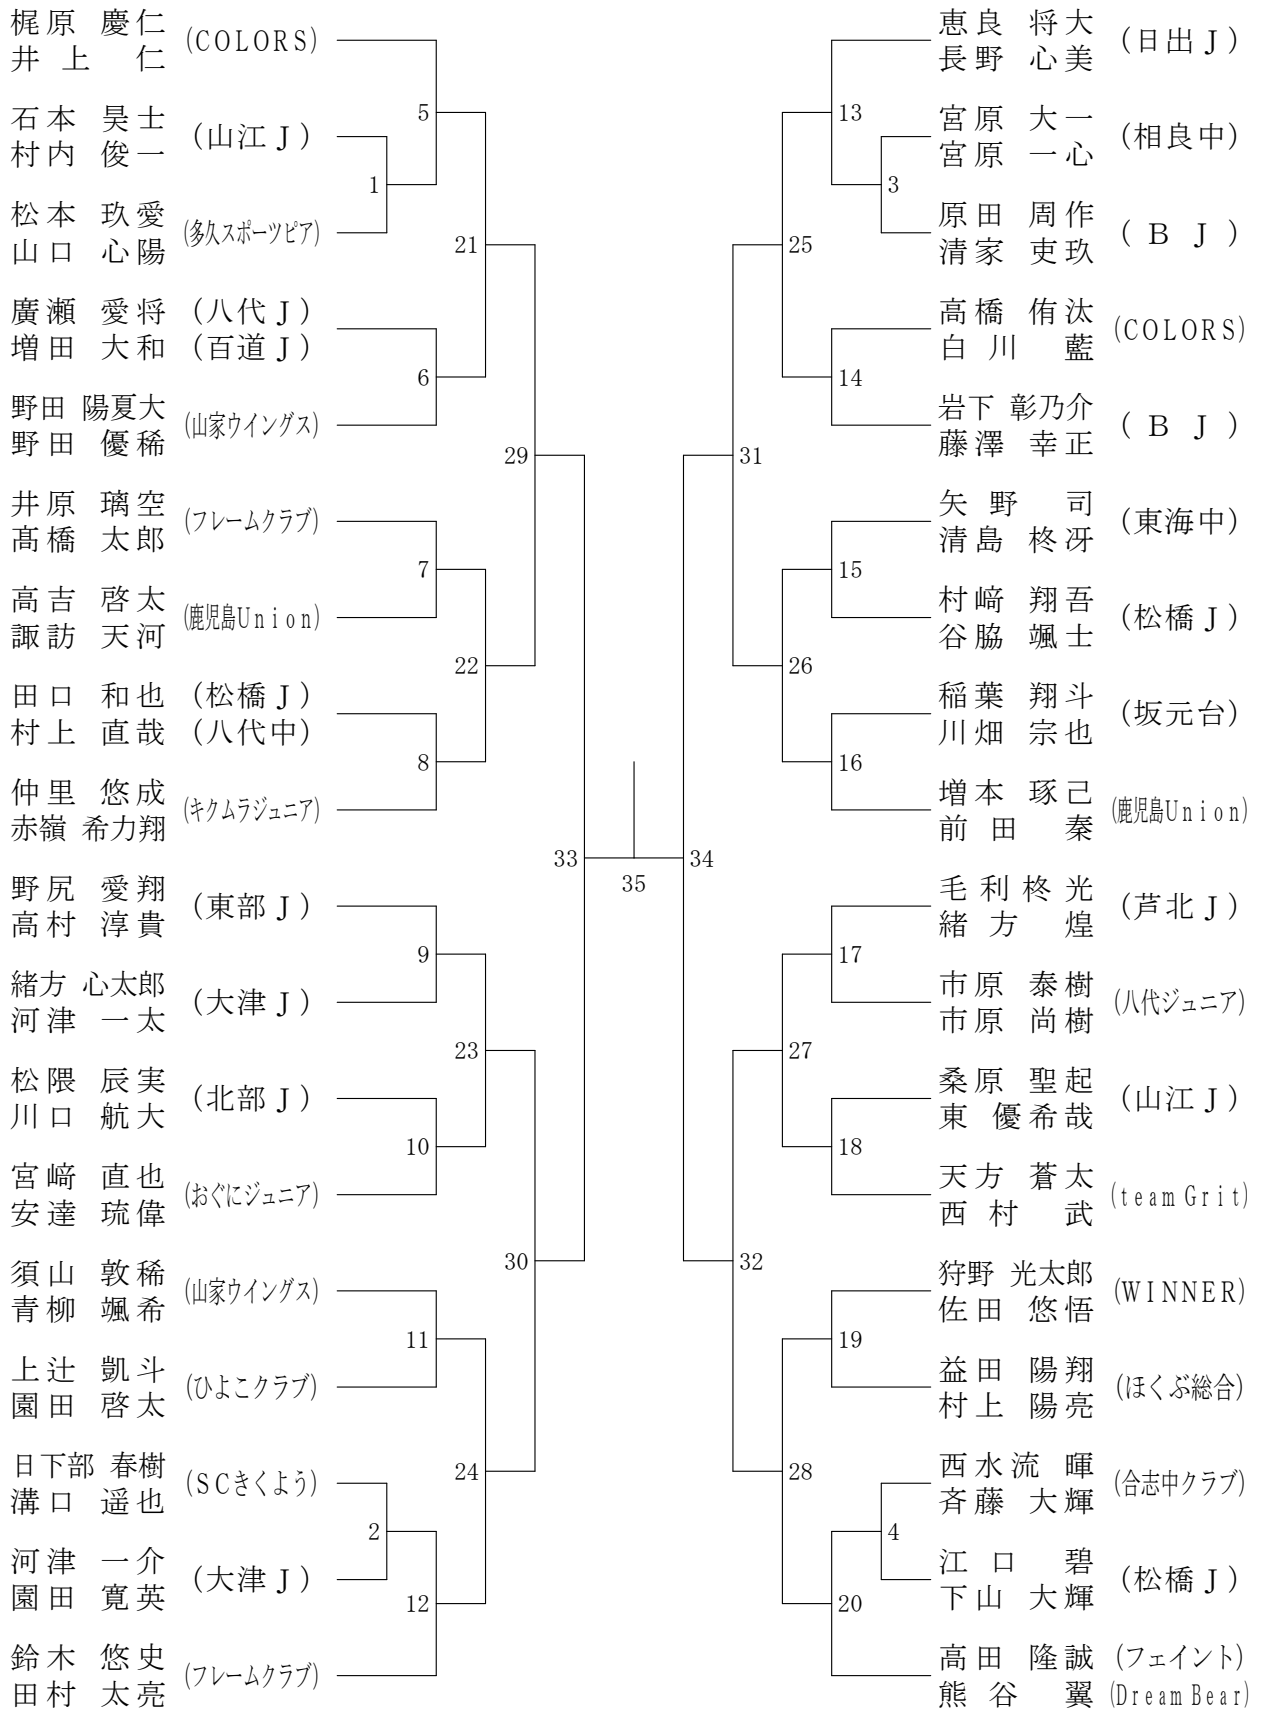 梶原 慶仁
井上 仁
(COLORS)
石本 昊士
村内 俊一
(山江J)
松本 玖愛
山口 心陽
(多久スポーツピア)
廣瀬 愛将 (八代J)
増田 大和 (百道J)
野田 陽夏大
野田 優稀
(山家ウイングス)
井原 璃空
髙橋 太郎
(フレームクラブ)
高吉 啓太
諏訪 天河
(鹿児島Union)
田口 和也 (松橋J)
村上 直哉 (八代中)
仲里 悠成
赤嶺 希力翔
(キクムラジュニア)
野尻 愛翔
高村 淳貴
(東部J)
緒方 心太郎
河津 一太
(大津J)
松隈 辰実
川口 航大
(北部J)
宮﨑 直也
安達 琉偉
(おぐにジュニア)
須山 敦稀
青柳 颯希
(山家ウイングス)
上辻 凱斗
園田 啓太
(ひよこクラブ)
日下部 春樹
溝口 遥也
(SCきくよう)
河津 一介
園田 寛英
(大津J)
鈴木 悠史
田村 太亮
(フレームクラブ)
5
1
21
6
29
7
22
8
33
9
23
10
30
11
24
2
12
35
恵良 将大
長野 心美
(日出J)
宮原 大一
宮原 一心
(相良中)
原田 周作
清家 吏玖
(BJ)
高橋 侑汰
白川 藍
(COLORS)
岩下 彰乃介
藤澤 幸正
(BJ)
矢野 司
清島 柊冴
(東海中)
村﨑 翔吾
谷脇 颯士
(松橋J)
稲葉 翔斗
川畑 宗也
(坂元台)
増本 琢己
前田 秦
(鹿児島Union)
毛利柊光
緒方 煌
(芦北J)
市原 泰樹
市原 尚樹
(八代ジュニア)
桑原 聖起
東 優希哉
(山江J)
天方 蒼太
西村 武
(team Grit)
狩野 光太郎
佐田 悠悟
(WINNER)
益田 陽翔
村上 陽亮
(ほくぶ総合)
西水流 暉
斉藤 大輝
(合志中クラブ)
江口 碧
下山 大輝
(松橋J)
高田 隆誠 (フェイント)
熊谷 翼 (Dream Bear)
13
3
25
14
31
15
26
16
34
17
27
18
32
19
28
4
20